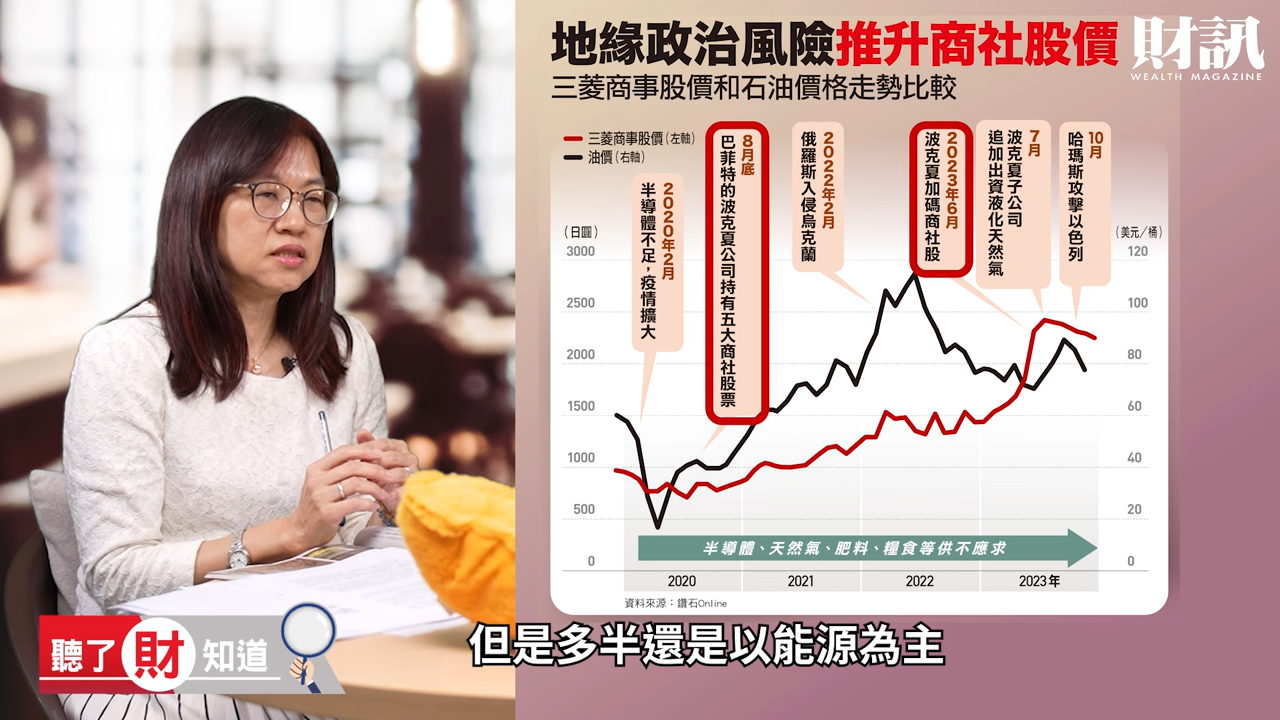 地緣政治風險推升商社股價
財訊
WEALTH MAGAZINE
三菱商事股價和石油價格走勢比較
三菱商事股價（左軸）
油價（右軸）
2020年2月
半導體不足，疫情擴大
8月底
巴菲特的波克夏公司持有五大商社股票
2022年2月
俄羅斯入侵烏克蘭
2023年6月
波克夏加碼商社股
7月
波克夏子公司
追加出資液化天然氣
10月
哈瑪斯攻擊以色列
（日圓）
（美元／桶）
3000
120
2500
100
2000
80
1500
60
1000
40
500
20
0
0
半導體、天然氣、肥料、糧食等供不應求
2020
2021
2022
2023年
資料來源：鑽石Online
聽了財知道
但是多半還是以能源為主